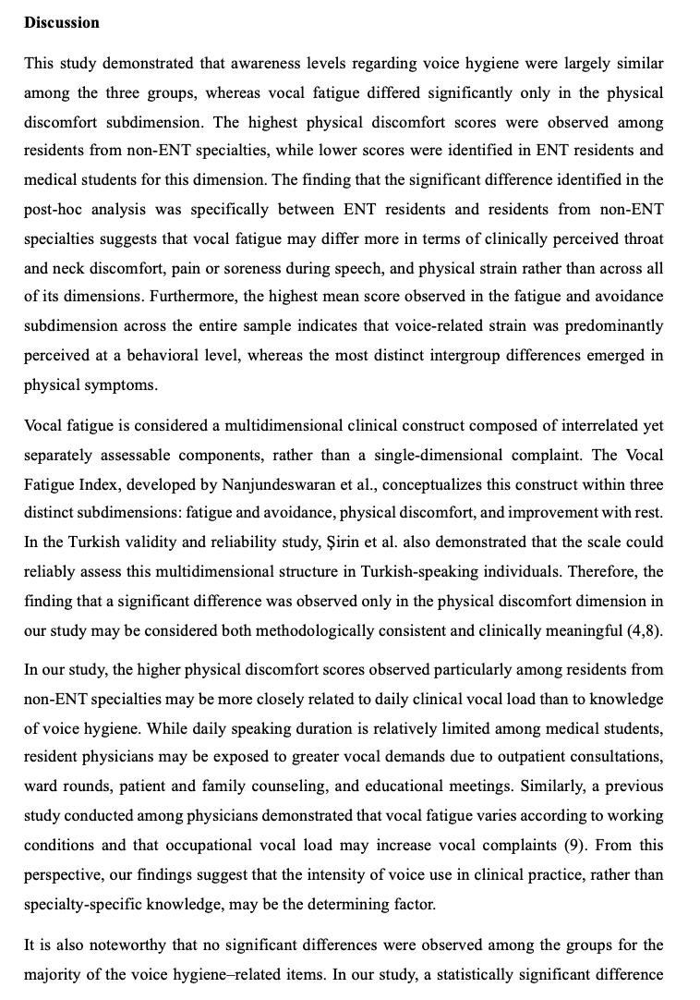 Discussion
This study demonstrated that awareness levels regarding voice hygiene were largely similar
among the three groups, whereas vocal fatigue differed significantly only in the physical
discomfort subdimension. The highest physical discomfort scores were observed among
residents from non-ENT specialties, while lower scores were identified in ENT residents and
medical students for this dimension. The finding that the significant difference identified in the
post-hoc analysis was specifically between ENT residents and residents from non-ENT
specialties suggests that vocal fatigue may differ more in terms of clinically perceived throat
and neck discomfort, pain or soreness during speech, and physical strain rather than across all
of its dimensions. Furthermore, the highest mean score observed in the fatigue and avoidance
subdimension across the entire sample indicates that voice-related strain was predominantly
perceived at a behavioral level, whereas the most distinct intergroup differences emerged in
physical symptoms.
Vocal fatigue is considered a multidimensional clinical construct composed of interrelated yet
separately assessable components, rather than a single-dimensional complaint. The Vocal
Fatigue Index, developed by Nanjundeswaran et al., conceptualizes this construct within three
distinct subdimensions: fatigue and avoidance, physical discomfort, and improvement with rest.
In the Turkish validity and reliability study, Şirin et al. also demonstrated that the scale could
reliably assess this multidimensional structure in Turkish-speaking individuals. Therefore, the
finding that a significant difference was observed only in the physical discomfort dimension in
our study may be considered both methodologically consistent and clinically meaningful (4,8).
In our study, the higher physical discomfort scores observed particularly among residents from
non-ENT specialties may be more closely related to daily clinical vocal load than to knowledge
of voice hygiene. While daily speaking duration is relatively limited among medical students,
resident physicians may be exposed to greater vocal demands due to outpatient consultations,
ward rounds, patient and family counseling, and educational meetings. Similarly, a previous
study conducted among physicians demonstrated that vocal fatigue varies according to working
conditions and that occupational vocal load may increase vocal complaints (9). From this
perspective, our findings suggest that the intensity of voice use in clinical practice, rather than
specialty-specific knowledge, may be the determining factor.
It is also noteworthy that no significant differences were observed among the groups for the
majority of the voice hygiene–related items. In our study, a statistically significant difference